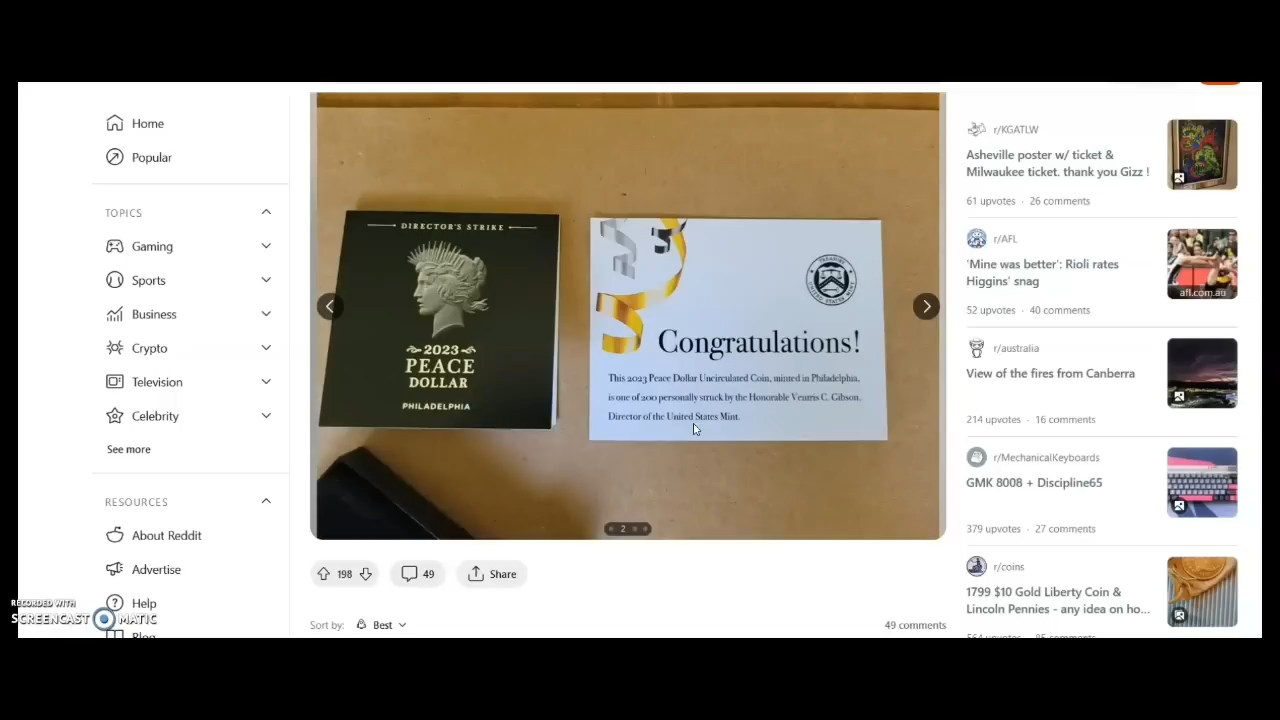 Home
Popular
TOPICS
Gaming
Sports
Business
Crypto
Television
Celebrity
See more
RESOURCES
About Reddit
Advertise
Help
RECORDED WITH
SCREENCAST MATIC
DIRECTOR'S STRIKE
2023
PEACE
DOLLAR
PHILADELPHIA
TREASURY
UNITED STATES MINT
Congratulations!
This 2023 Peace Dollar Uncirculated Coin, minted in Philadelphia,
is one of 200 personally struck by the Honorable Ventris C. Gibson,
Director of the United States Mint.
2
198
49
Share
Sort by: Best
49 comments
r/KGATLW
Asheville poster w/ ticket &
Milwaukee ticket. thank you Gizz !
61 upvotes · 26 comments
r/AFL
'Mine was better': Rioli rates
Higgins' snag
afl.com.au
52 upvotes · 40 comments
r/australia
View of the fires from Canberra
214 upvotes · 16 comments
r/MechanicalKeyboards
GMK 8008 + Discipline65
379 upvotes · 27 comments
r/coins
1799 $10 Gold Liberty Coin &
Lincoln Pennies - any idea on ho...